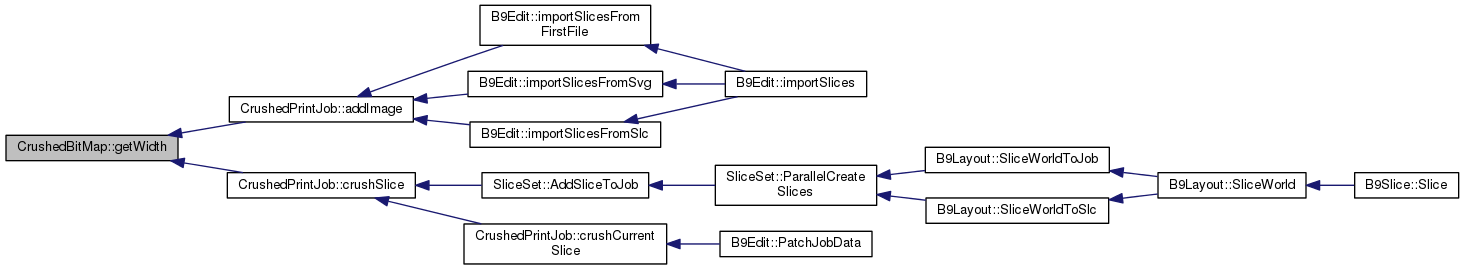 B9Edit::importSlicesFrom
FirstFile
B9Edit::importSlicesFromSvg
B9Edit::importSlices
CrushedPrintJob::addImage
B9Edit::importSlicesFromSlc
CrushedBitMap::getWidth
B9Layout::SliceWorldToJob
CrushedPrintJob::crushSlice
SliceSet::AddSliceToJob
SliceSet::ParallelCreate
Slices
B9Layout::SliceWorld
B9Slice::Slice
B9Layout::SliceWorldToSlc
CrushedPrintJob::crushCurrent
Slice
B9Edit::PatchJobData